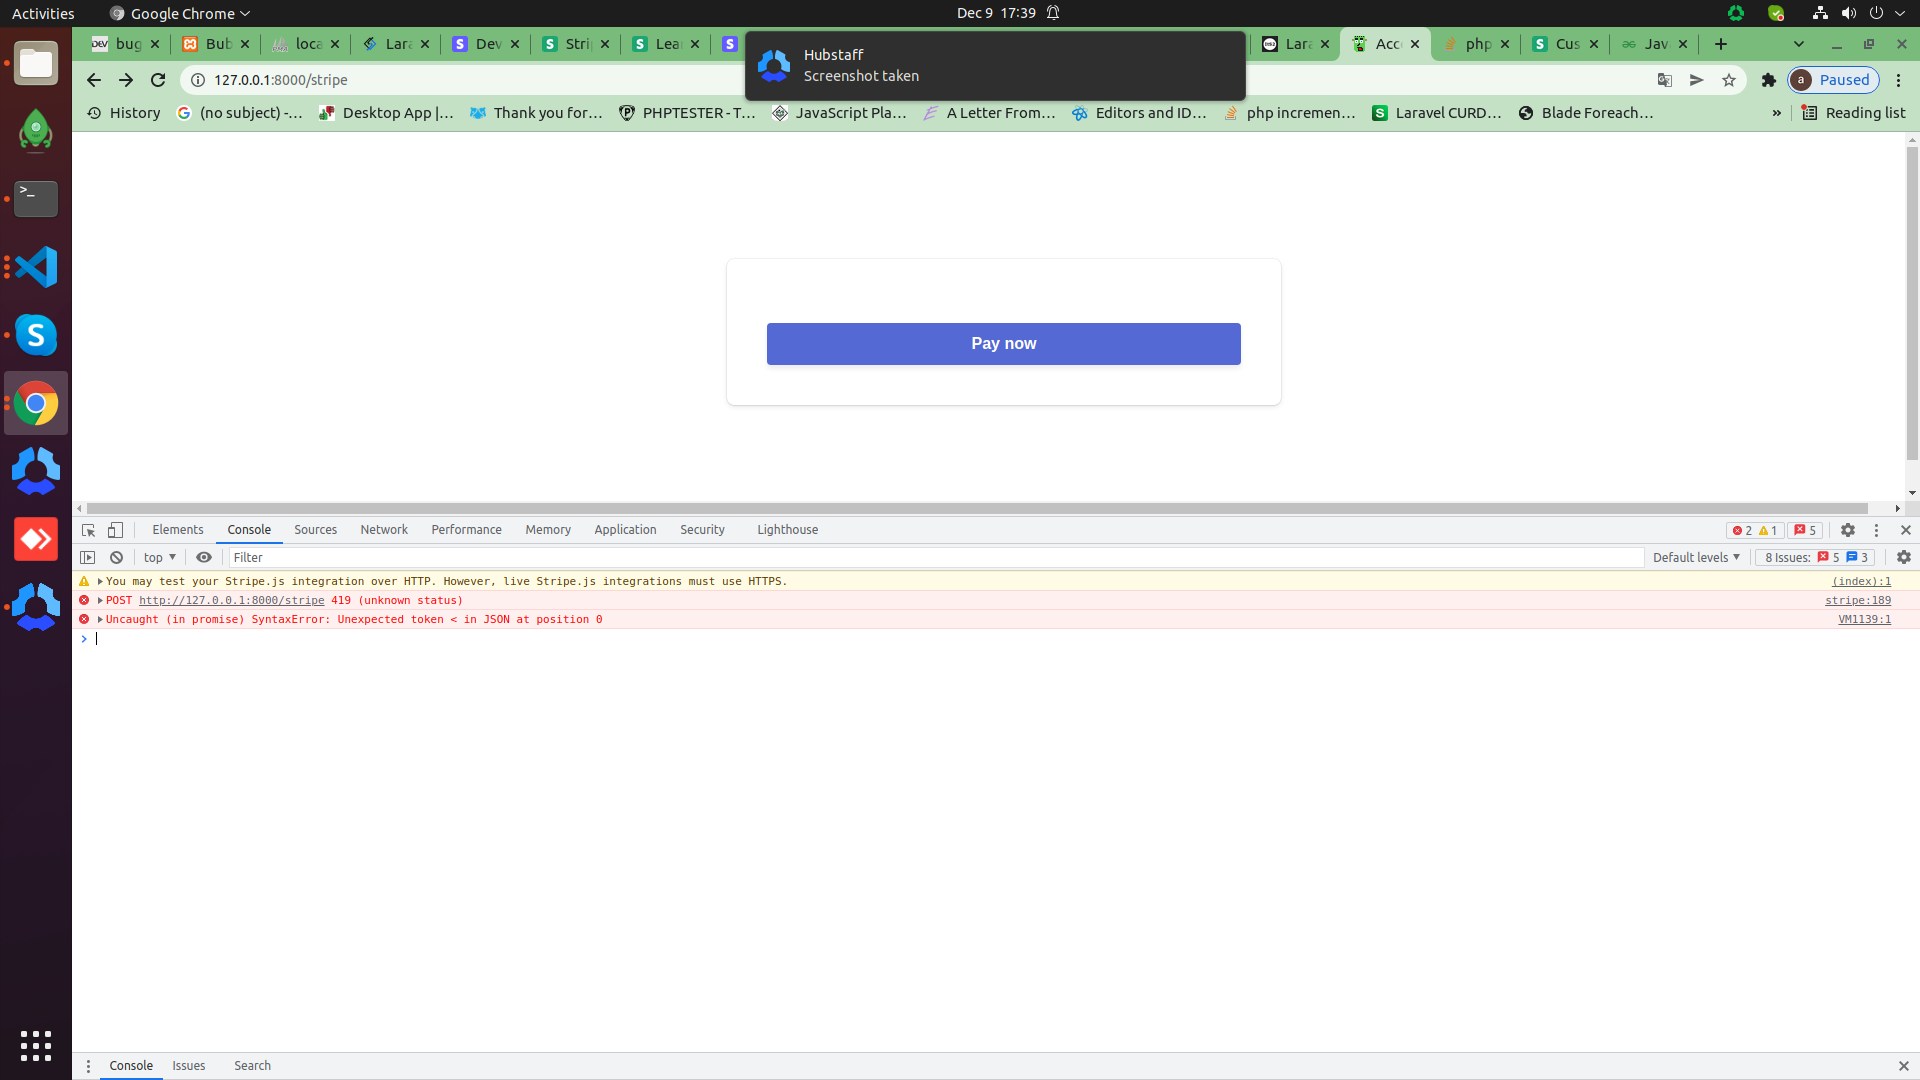 Activities
Google Chrome
Dec 9 17:39
DEV bug
Bub
loca
Lara
Dev
Stri
Lear
Lara
Acc
php
Cus
Jav
Hubstaff
Screenshot taken
127.0.0.1:8000/stripe
a Paused
History
(no subject) -...
Desktop App |...
Thank you for...
PHPTESTER - T...
JavaScript Pla...
A Letter From...
Editors and ID...
php incremen...
Laravel CURD...
Blade Foreach...
»
Reading list
Pay now
Elements
Console
Sources
Network
Performance
Memory
Application
Security
Lighthouse
2
1
5
top
Filter
Default levels
8 Issues: 5 3
You may test your Stripe.js integration over HTTP. However, live Stripe.js integrations must use HTTPS.
(index):1
POST http://127.0.0.1:8000/stripe 419 (unknown status)
stripe:189
Uncaught (in promise) SyntaxError: Unexpected token < in JSON at position 0
VM1139:1
Console
Issues
Search